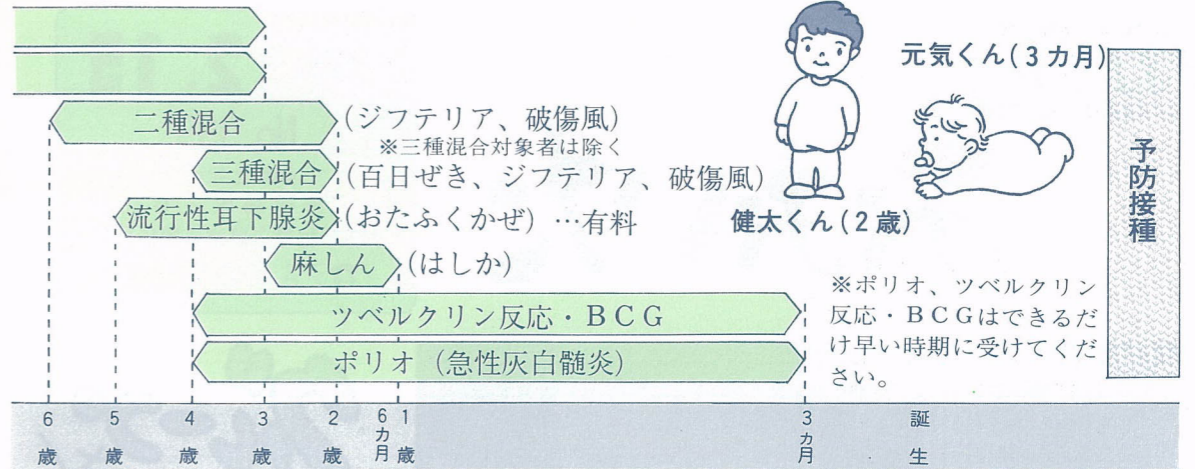 元気くん(3カ月)
予防接種
二種混合
(ジフテリア、破傷風)
※三種混合対象者は除く
三種混合
(百日ぜき、ジフテリア、破傷風)
流行性耳下腺炎
(おたふくかぜ)…有料
健太くん(2歳)
麻しん
(はしか)
ツベルクリン反応・BCG
ポリオ(急性灰白髄炎)
※ポリオ、ツベルクリン
反応・BCGはできるだ
け早い時期に受けてくだ
さい。
6歳
5歳
4歳
3歳
2歳
6カ月
1歳
3カ月
誕生